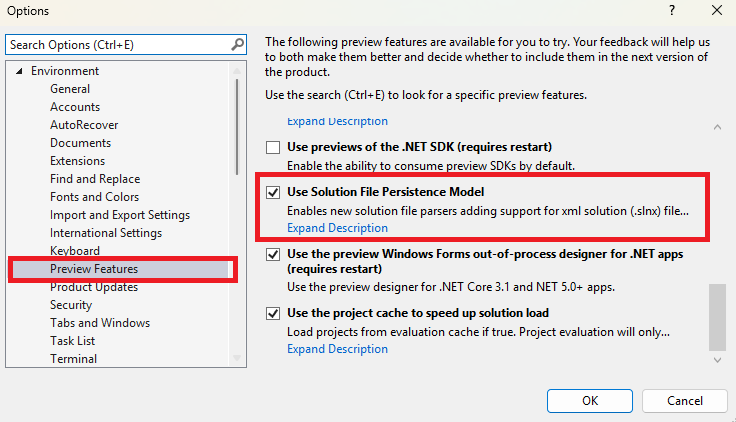 Options
?
Search Options (Ctrl+E)
Environment
General
Accounts
AutoRecover
Documents
Extensions
Find and Replace
Fonts and Colors
Import and Export Settings
International Settings
Keyboard
Preview Features
Product Updates
Security
Tabs and Windows
Task List
Terminal
The following preview features are available for you to try. Your feedback will help us
to both make them better and decide whether to include them in the next version of
the product.
Use the search (Ctrl+E) to look for a specific preview features.
Expand Description
Use previews of the .NET SDK (requires restart)
Enable the ability to consume preview SDKs by default.
Use Solution File Persistence Model
Enables new solution file parsers adding support for xml solution (.slnx) file...
Expand Description
Use the preview Windows Forms out-of-process designer for .NET apps
(requires restart)
Use the preview designer for .NET Core 3.1 and NET 5.0+ apps.
Use the project cache to speed up solution load
Load projects from evaluation cache if true. Project evaluation will only...
Expand Description
OK
Cancel